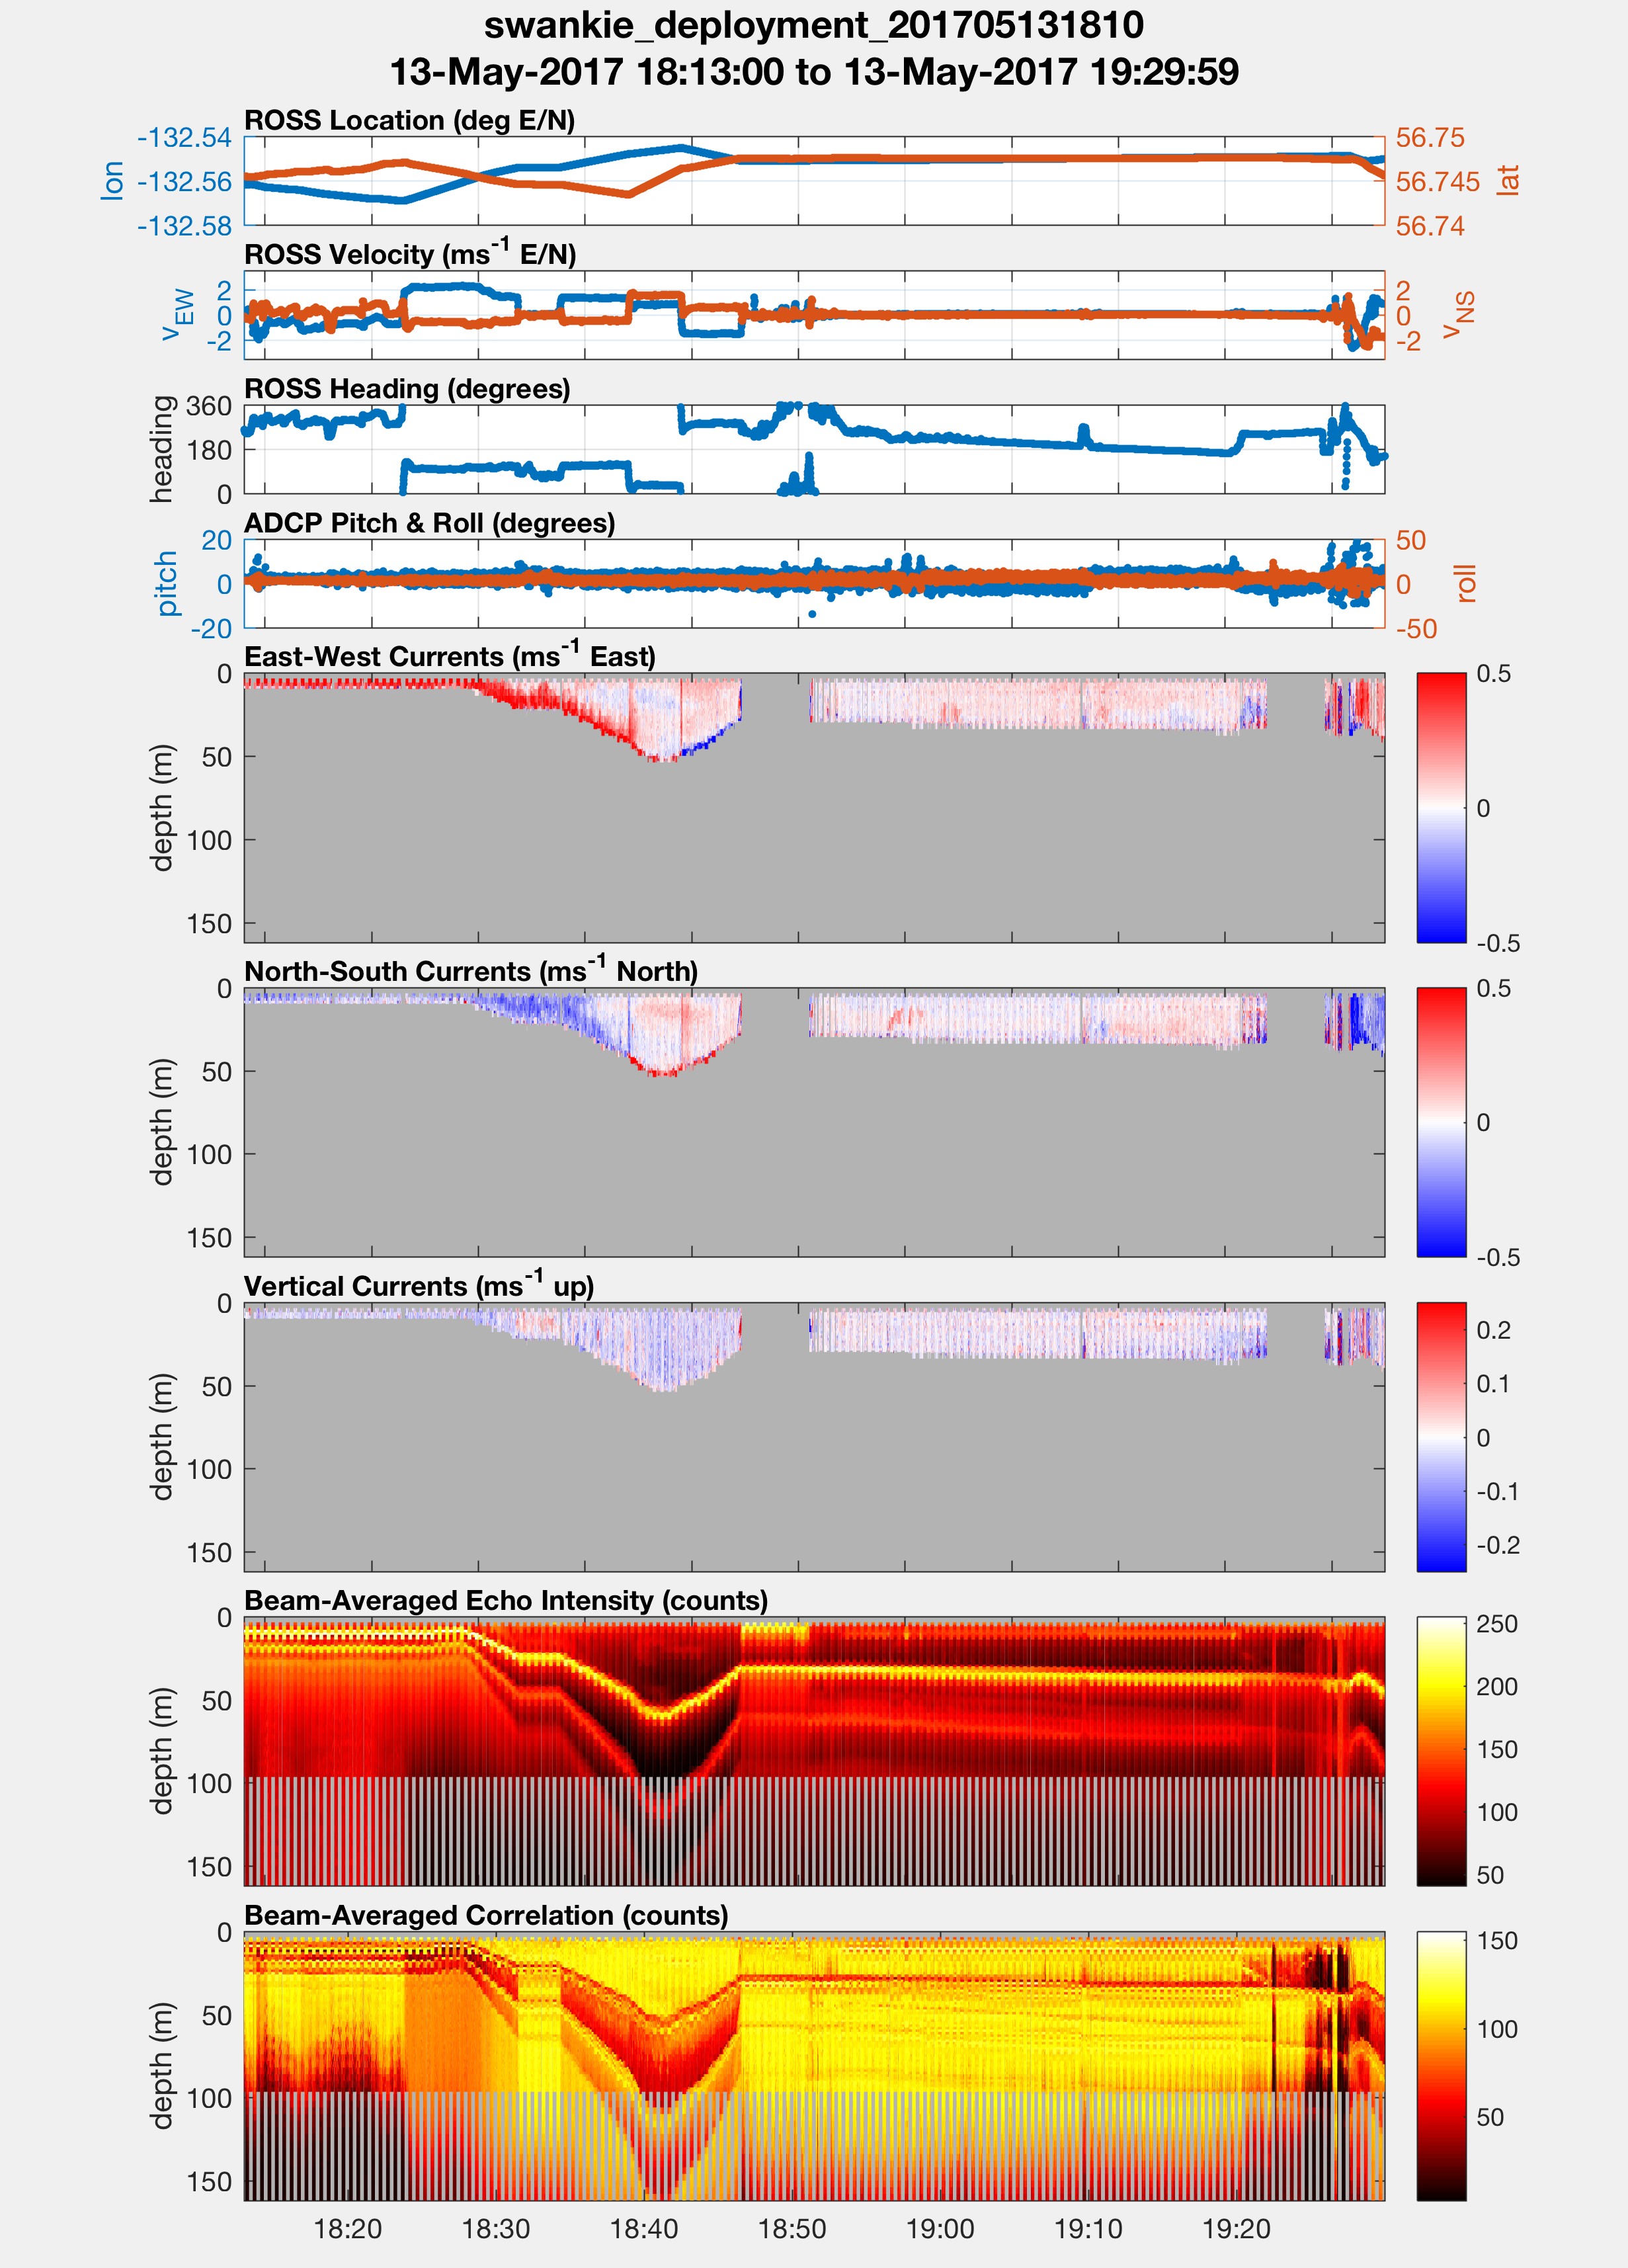 swankie_deployment_201705131810
13-May-2017 18:13:00 to 13-May-2017 19:29:59
ROSS Location (deg E/N)
-132.54
-132.56
-132.58
lon
56.75
56.745
56.74
lat
ROSS Velocity (ms-1 E/N)
2
0
-2
vEW
2
0
-2
vNS
ROSS Heading (degrees)
360
180
0
heading
ADCP Pitch & Roll (degrees)
20
0
-20
pitch
50
0
-50
roll
East-West Currents (ms-1 East)
0
50
100
150
depth (m)
0.5
0
-0.5
North-South Currents (ms-1 North)
0
50
100
150
depth (m)
0.5
0
-0.5
Vertical Currents (ms-1 up)
0
50
100
150
depth (m)
0.2
0.1
0
-0.1
-0.2
Beam-Averaged Echo Intensity (counts)
0
50
100
150
depth (m)
250
200
150
100
50
Beam-Averaged Correlation (counts)
0
50
100
150
depth (m)
150
100
50
18:20 18:30 18:40 18:50 19:00 19:10 19:20